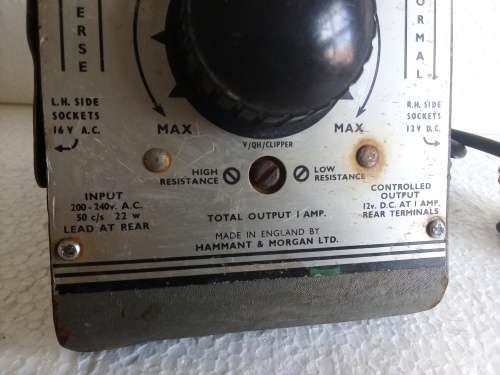 ERSE
ORMAL
L.H. SIDE
SOCKETS
16 V A.C.
MAX
MAX
R.H. SIDE
SOCKETS
12 V D.C.
V/QH/CLIPPER
HIGH
RESISTANCE
LOW
RESISTANCE
INPUT
200-240v. A.C.
50 c/s 22 w
LEAD AT REAR
TOTAL OUTPUT 1 AMP.
CONTROLLED
OUTPUT
12v. D.C. AT 1 AMP.
REAR TERMINALS
MADE IN ENGLAND BY
HAMMANT & MORGAN LTD.